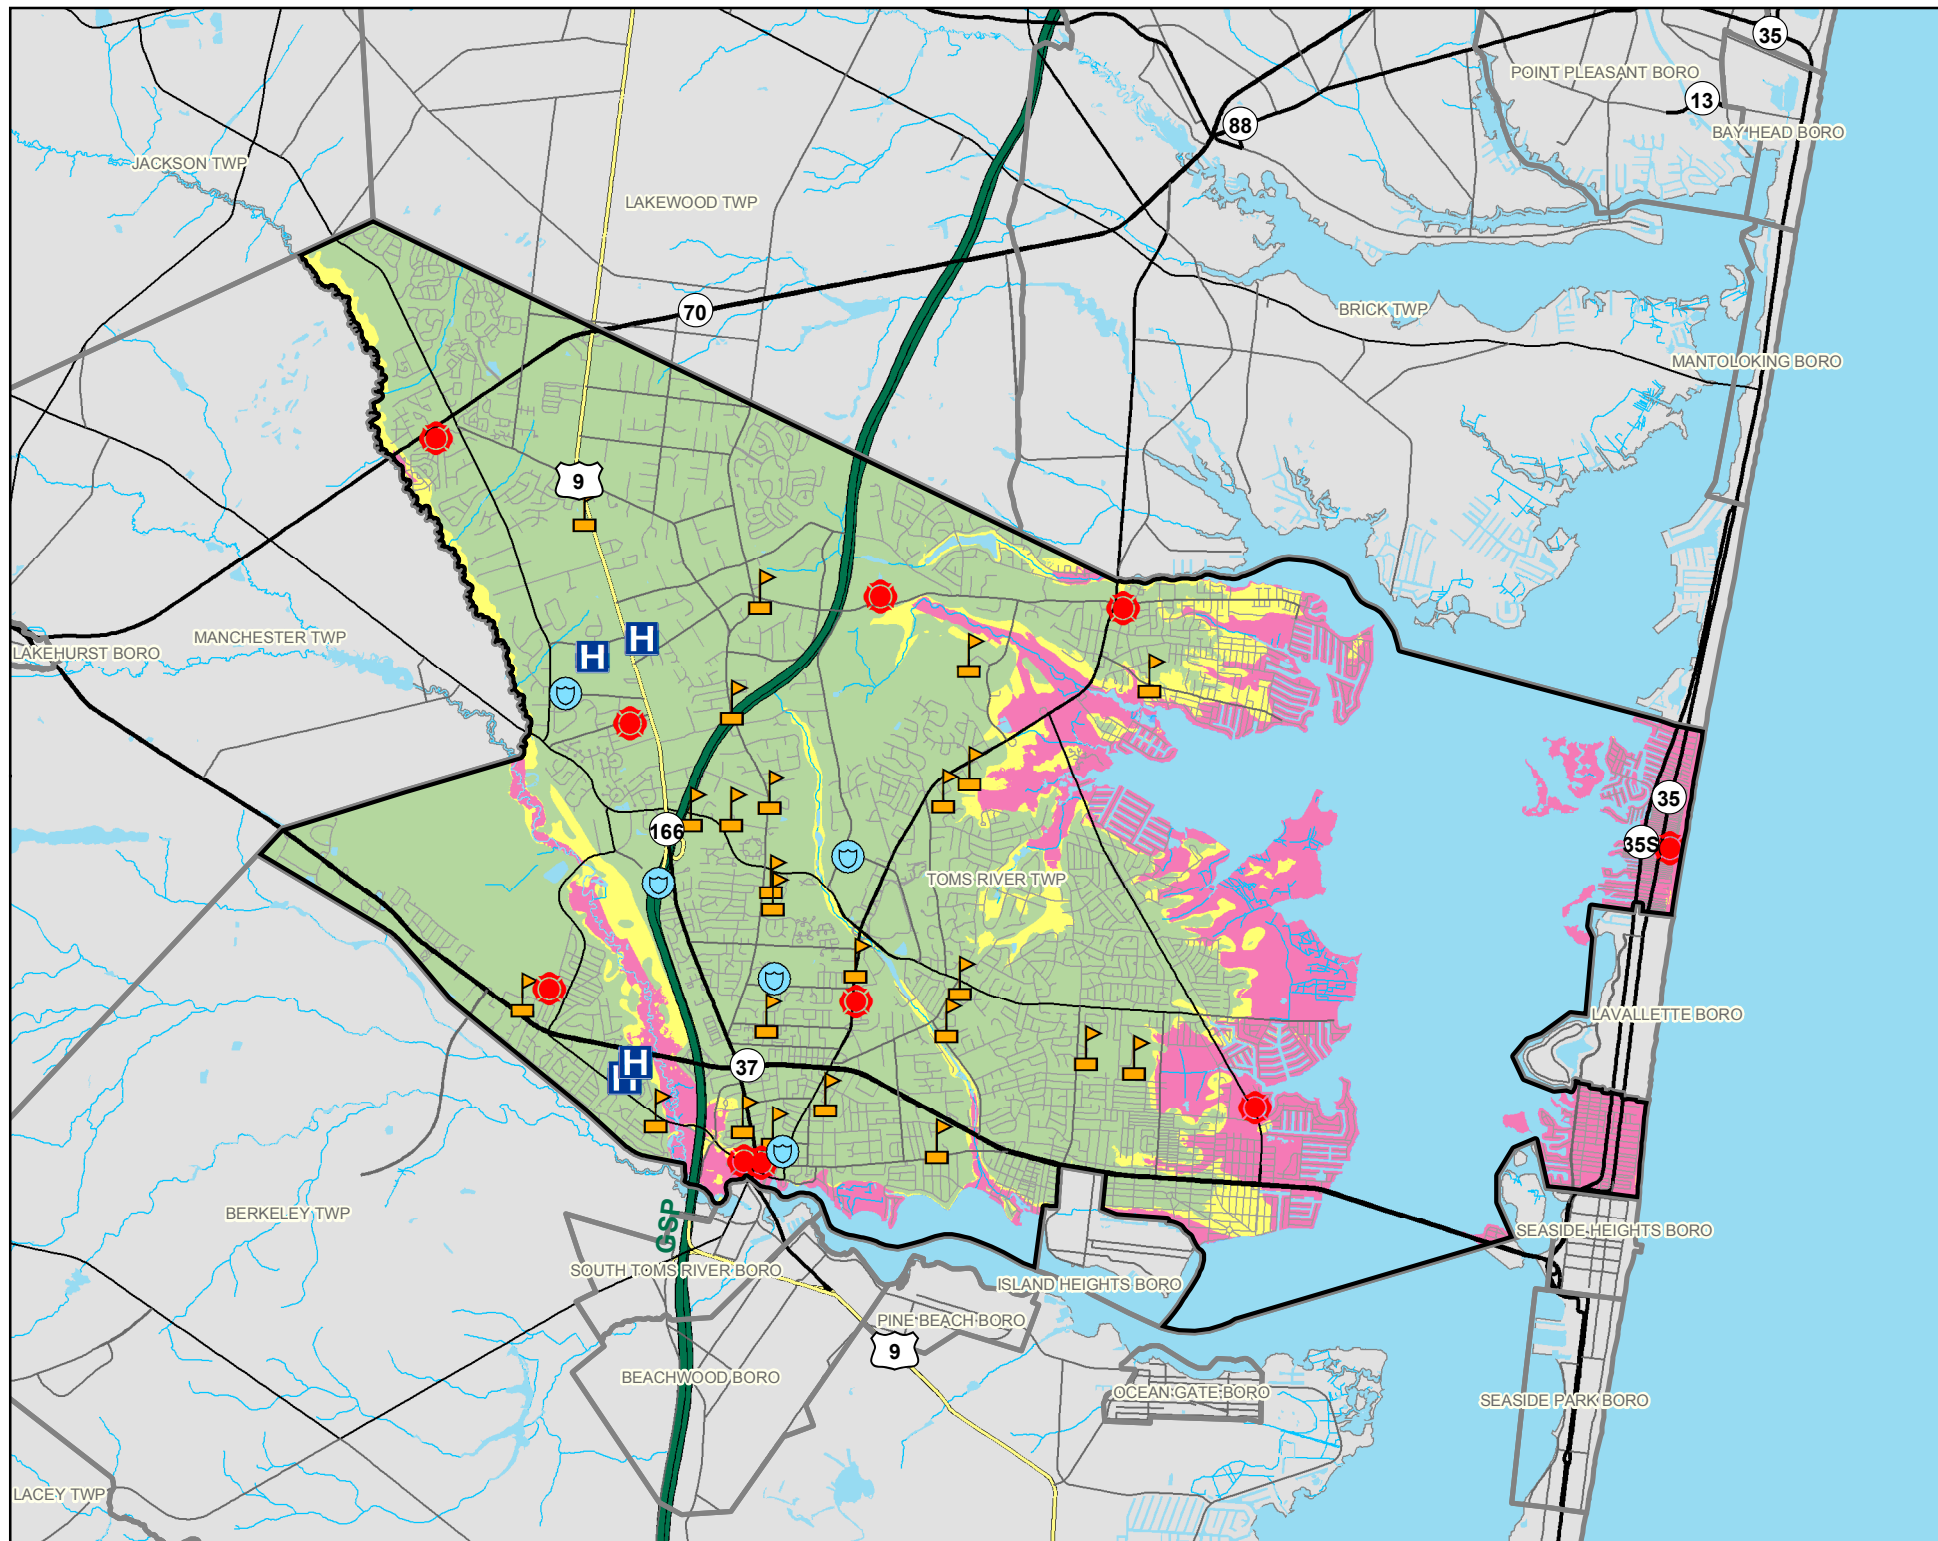 35
POINT PLEASANT BORO
13
88
BAY HEAD BORO
JACKSON TWP
LAKEWOOD TWP
70
BRICK TWP
MANTOLOKING BORO
9
MANCHESTER TWP
LAKEHURST BORO
H
H
35
166
35S
TOMS RIVER TWP
LAVALLETTE BORO
H
H
37
BERKELEY TWP
GSP
SEASIDE HEIGHTS BORO
SOUTH TOMS RIVER BORO
ISLAND HEIGHTS BORO
PINE BEACH BORO
9
BEACHWOOD BORO
OCEAN GATE BORO
SEASIDE PARK BORO
LACEY TWP